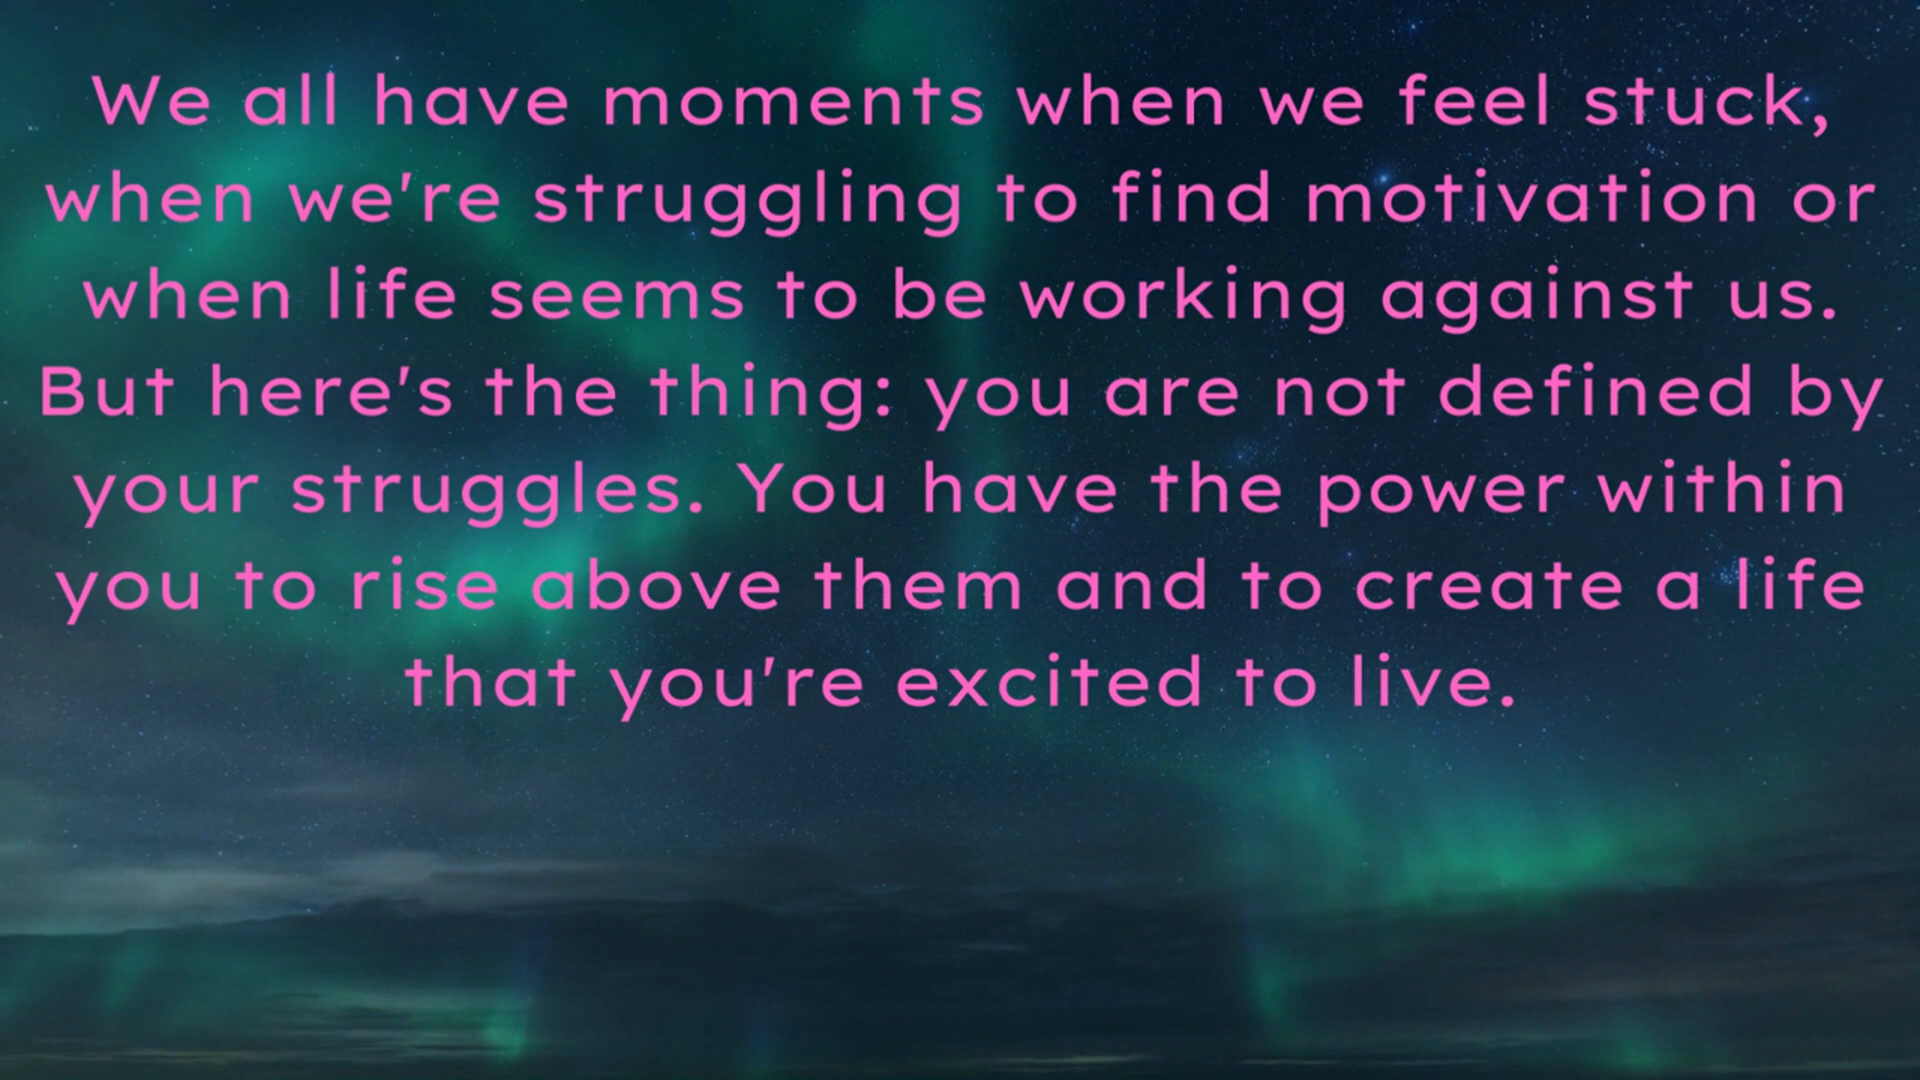 We all have moments when we feel stuck,
when we're struggling to find motivation or
when life seems to be working against us.
But here's the thing: you are not defined by
your struggles. You have the power within
you to rise above them and to create a life
that you're excited to live.